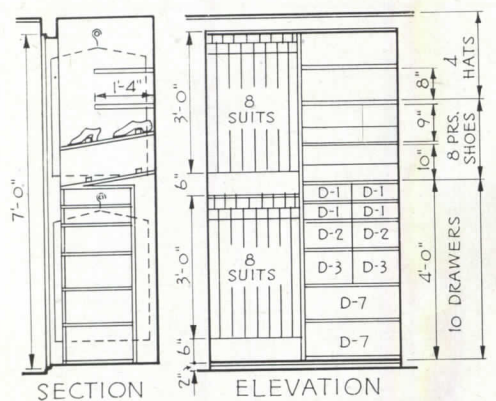 1'-4"
7'-0"
SECTION
3'-0"
8
SUITS
6"
3'-0"
8
SUITS
6"
2"
8"
9"
10"
D-1 D-1
D-1 D-1
D-2 D-2
D-3 D-3
D-7
D-7
4
HATS
8 PRS.
SHOES
4'-0"
10 DRAWERS
ELEVATION